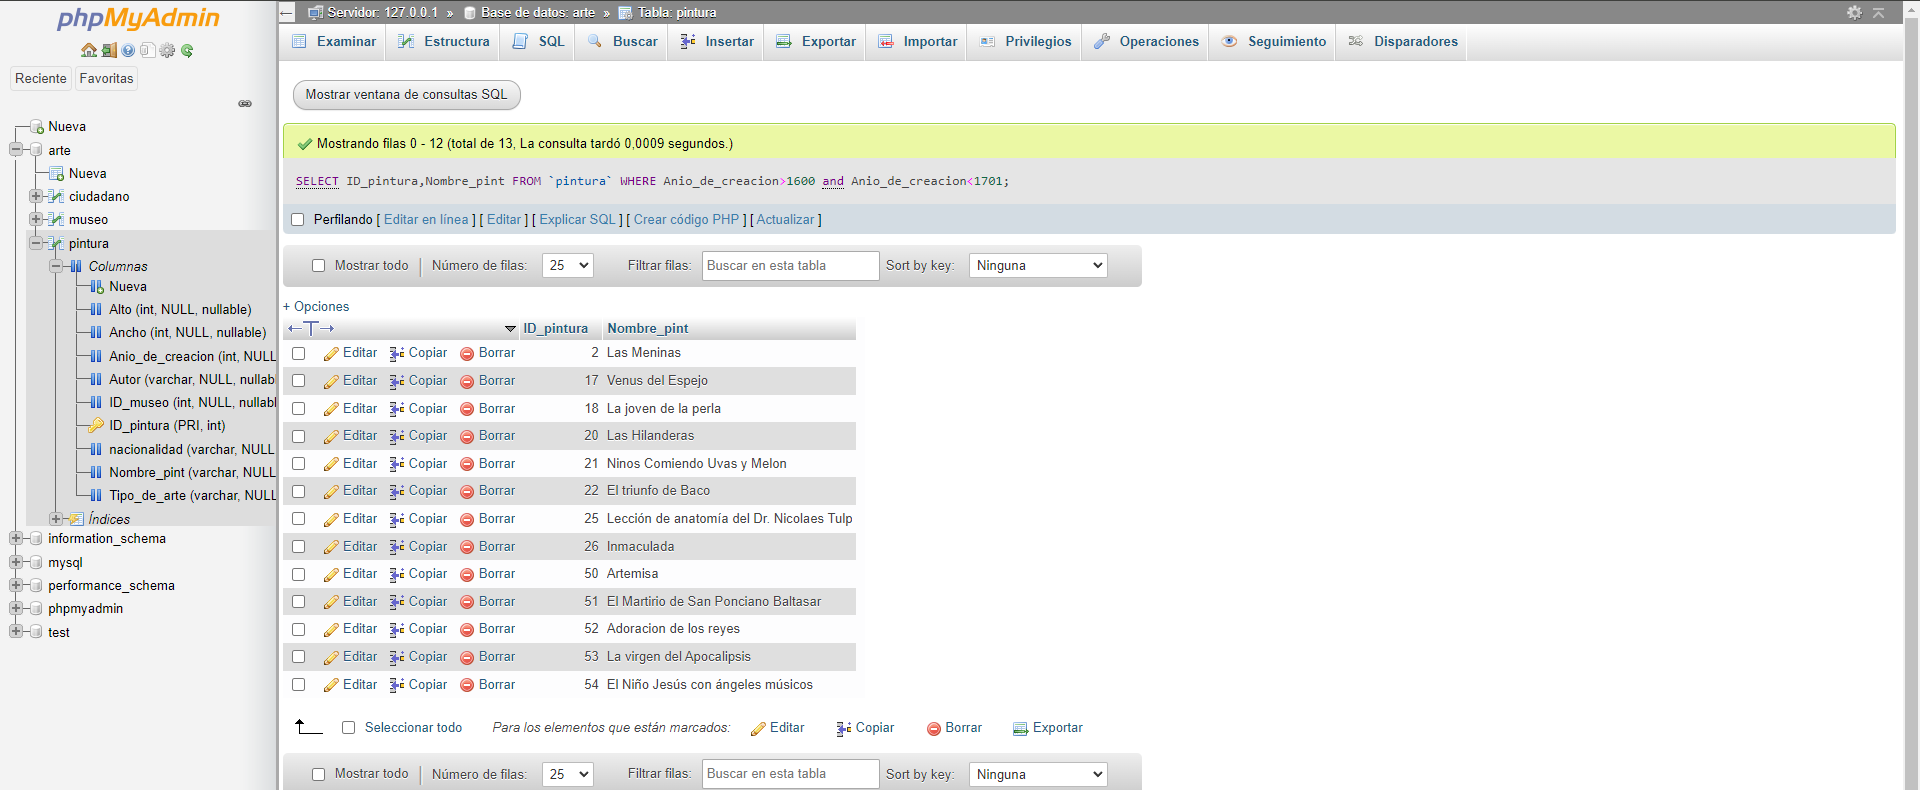 phpMyAdmin
Reciente Favoritas
Nueva
arte
Nueva
ciudadano
museo
pintura
Columnas
Nueva
Alto (int, NULL, nullable)
Ancho (int, NULL, nullable)
Anio_de_creacion (int, NULL
Autor (varchar, NULL, nullab
ID_museo (int, NULL, nullabl
ID_pintura (PRI, int)
nacionalidad (varchar, NULL
Nombre_pint (varchar, NULL
Tipo_de_arte (varchar, NULL
Índices
information_schema
mysql
performance_schema
phpmyadmin
test
Servidor: 127.0.0.1 » Base de datos: arte » Tabla: pintura
Examinar Estructura SQL Buscar Insertar Exportar Importar Privilegios Operaciones Seguimiento Disparadores
Mostrar ventana de consultas SQL
Mostrando filas 0 - 12 (total de 13, La consulta tardó 0,0009 segundos.)
SELECT ID_pintura,Nombre_pint FROM `pintura` WHERE Anio_de_creacion>1600 and Anio_de_creacion<1701;
Perfilando [ Editar en línea ] [ Editar ] [ Explicar SQL ] [ Crear código PHP ] [ Actualizar ]
Mostrar todo | Número de filas: 25 Filtrar filas: Buscar en esta tabla Sort by key: Ninguna
+ Opciones
←T→ ID_pintura Nombre_pint
Editar Copiar Borrar 2 Las Meninas
Editar Copiar Borrar 17 Venus del Espejo
Editar Copiar Borrar 18 La joven de la perla
Editar Copiar Borrar 20 Las Hilanderas
Editar Copiar Borrar 21 Ninos Comiendo Uvas y Melon
Editar Copiar Borrar 22 El triunfo de Baco
Editar Copiar Borrar 25 Lección de anatomía del Dr. Nicolaes Tulp
Editar Copiar Borrar 26 Inmaculada
Editar Copiar Borrar 50 Artemisa
Editar Copiar Borrar 51 El Martirio de San Ponciano Baltasar
Editar Copiar Borrar 52 Adoracion de los reyes
Editar Copiar Borrar 53 La virgen del Apocalipsis
Editar Copiar Borrar 54 El Niño Jesús con ángeles músicos
Seleccionar todo Para los elementos que están marcados: Editar Copiar Borrar Exportar
Mostrar todo | Número de filas: 25 Filtrar filas: Buscar en esta tabla Sort by key: Ninguna